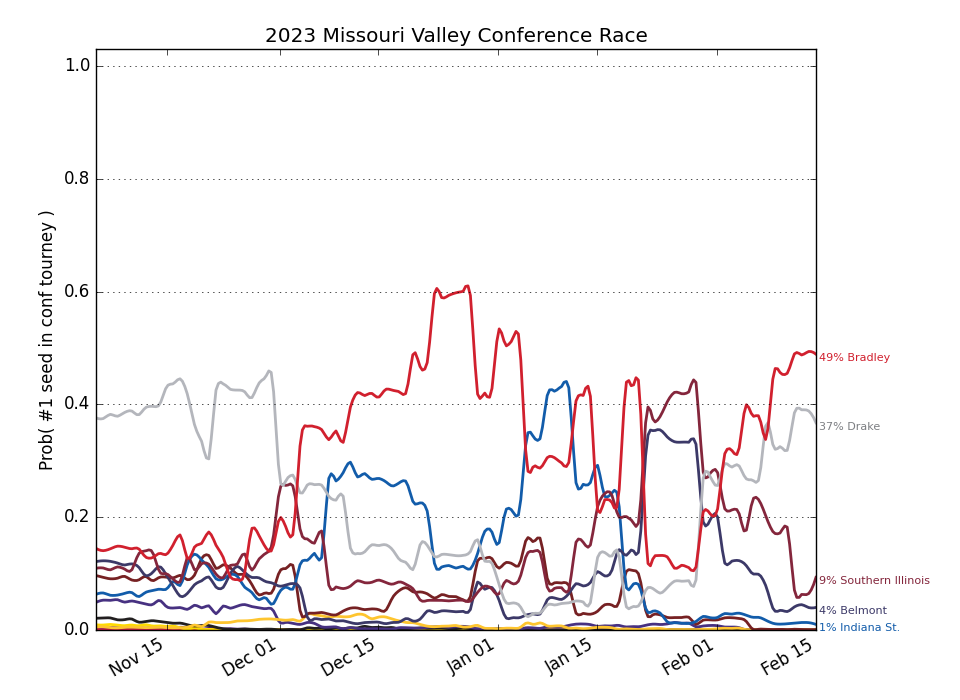 2023 Missouri Valley Conference Race
Prob( #1 seed in conf tourney )
1.0
0.8
0.6
0.4
0.2
0.0
Nov 15
Dec 01
Dec 15
Jan 01
Jan 15
Feb 01
Feb 15
49% Bradley
37% Drake
9% Southern Illinois
4% Belmont
1% Indiana St.